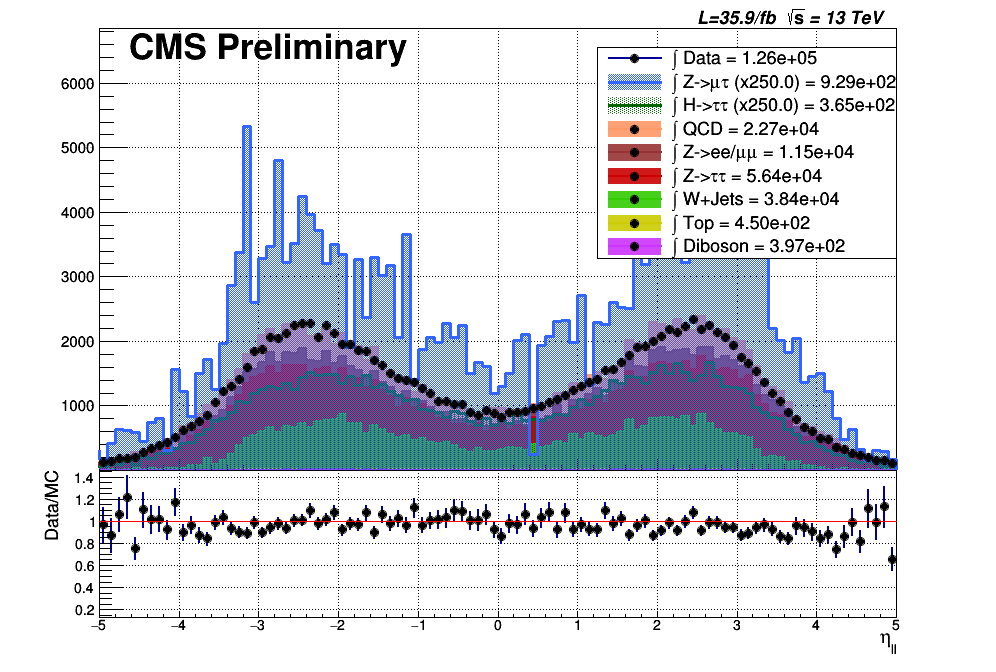 L=35.9/fb √s = 13 TeV
CMS Preliminary
∫ Data = 1.26e+05
∫ Z->μτ (x250.0) = 9.29e+02
∫ H->ττ (x250.0) = 3.65e+02
∫ QCD = 2.27e+04
∫ Z->ee/μμ = 1.15e+04
∫ Z->ττ = 5.64e+04
∫ W+Jets = 3.84e+04
∫ Top = 4.50e+02
∫ Diboson = 3.97e+02
6000
5000
4000
3000
2000
1000
Data/MC
1.4
1.2
1
0.8
0.6
0.4
0.2
−5 −4 −3 −2 −1 0 1 2 3 4 5
η_ll